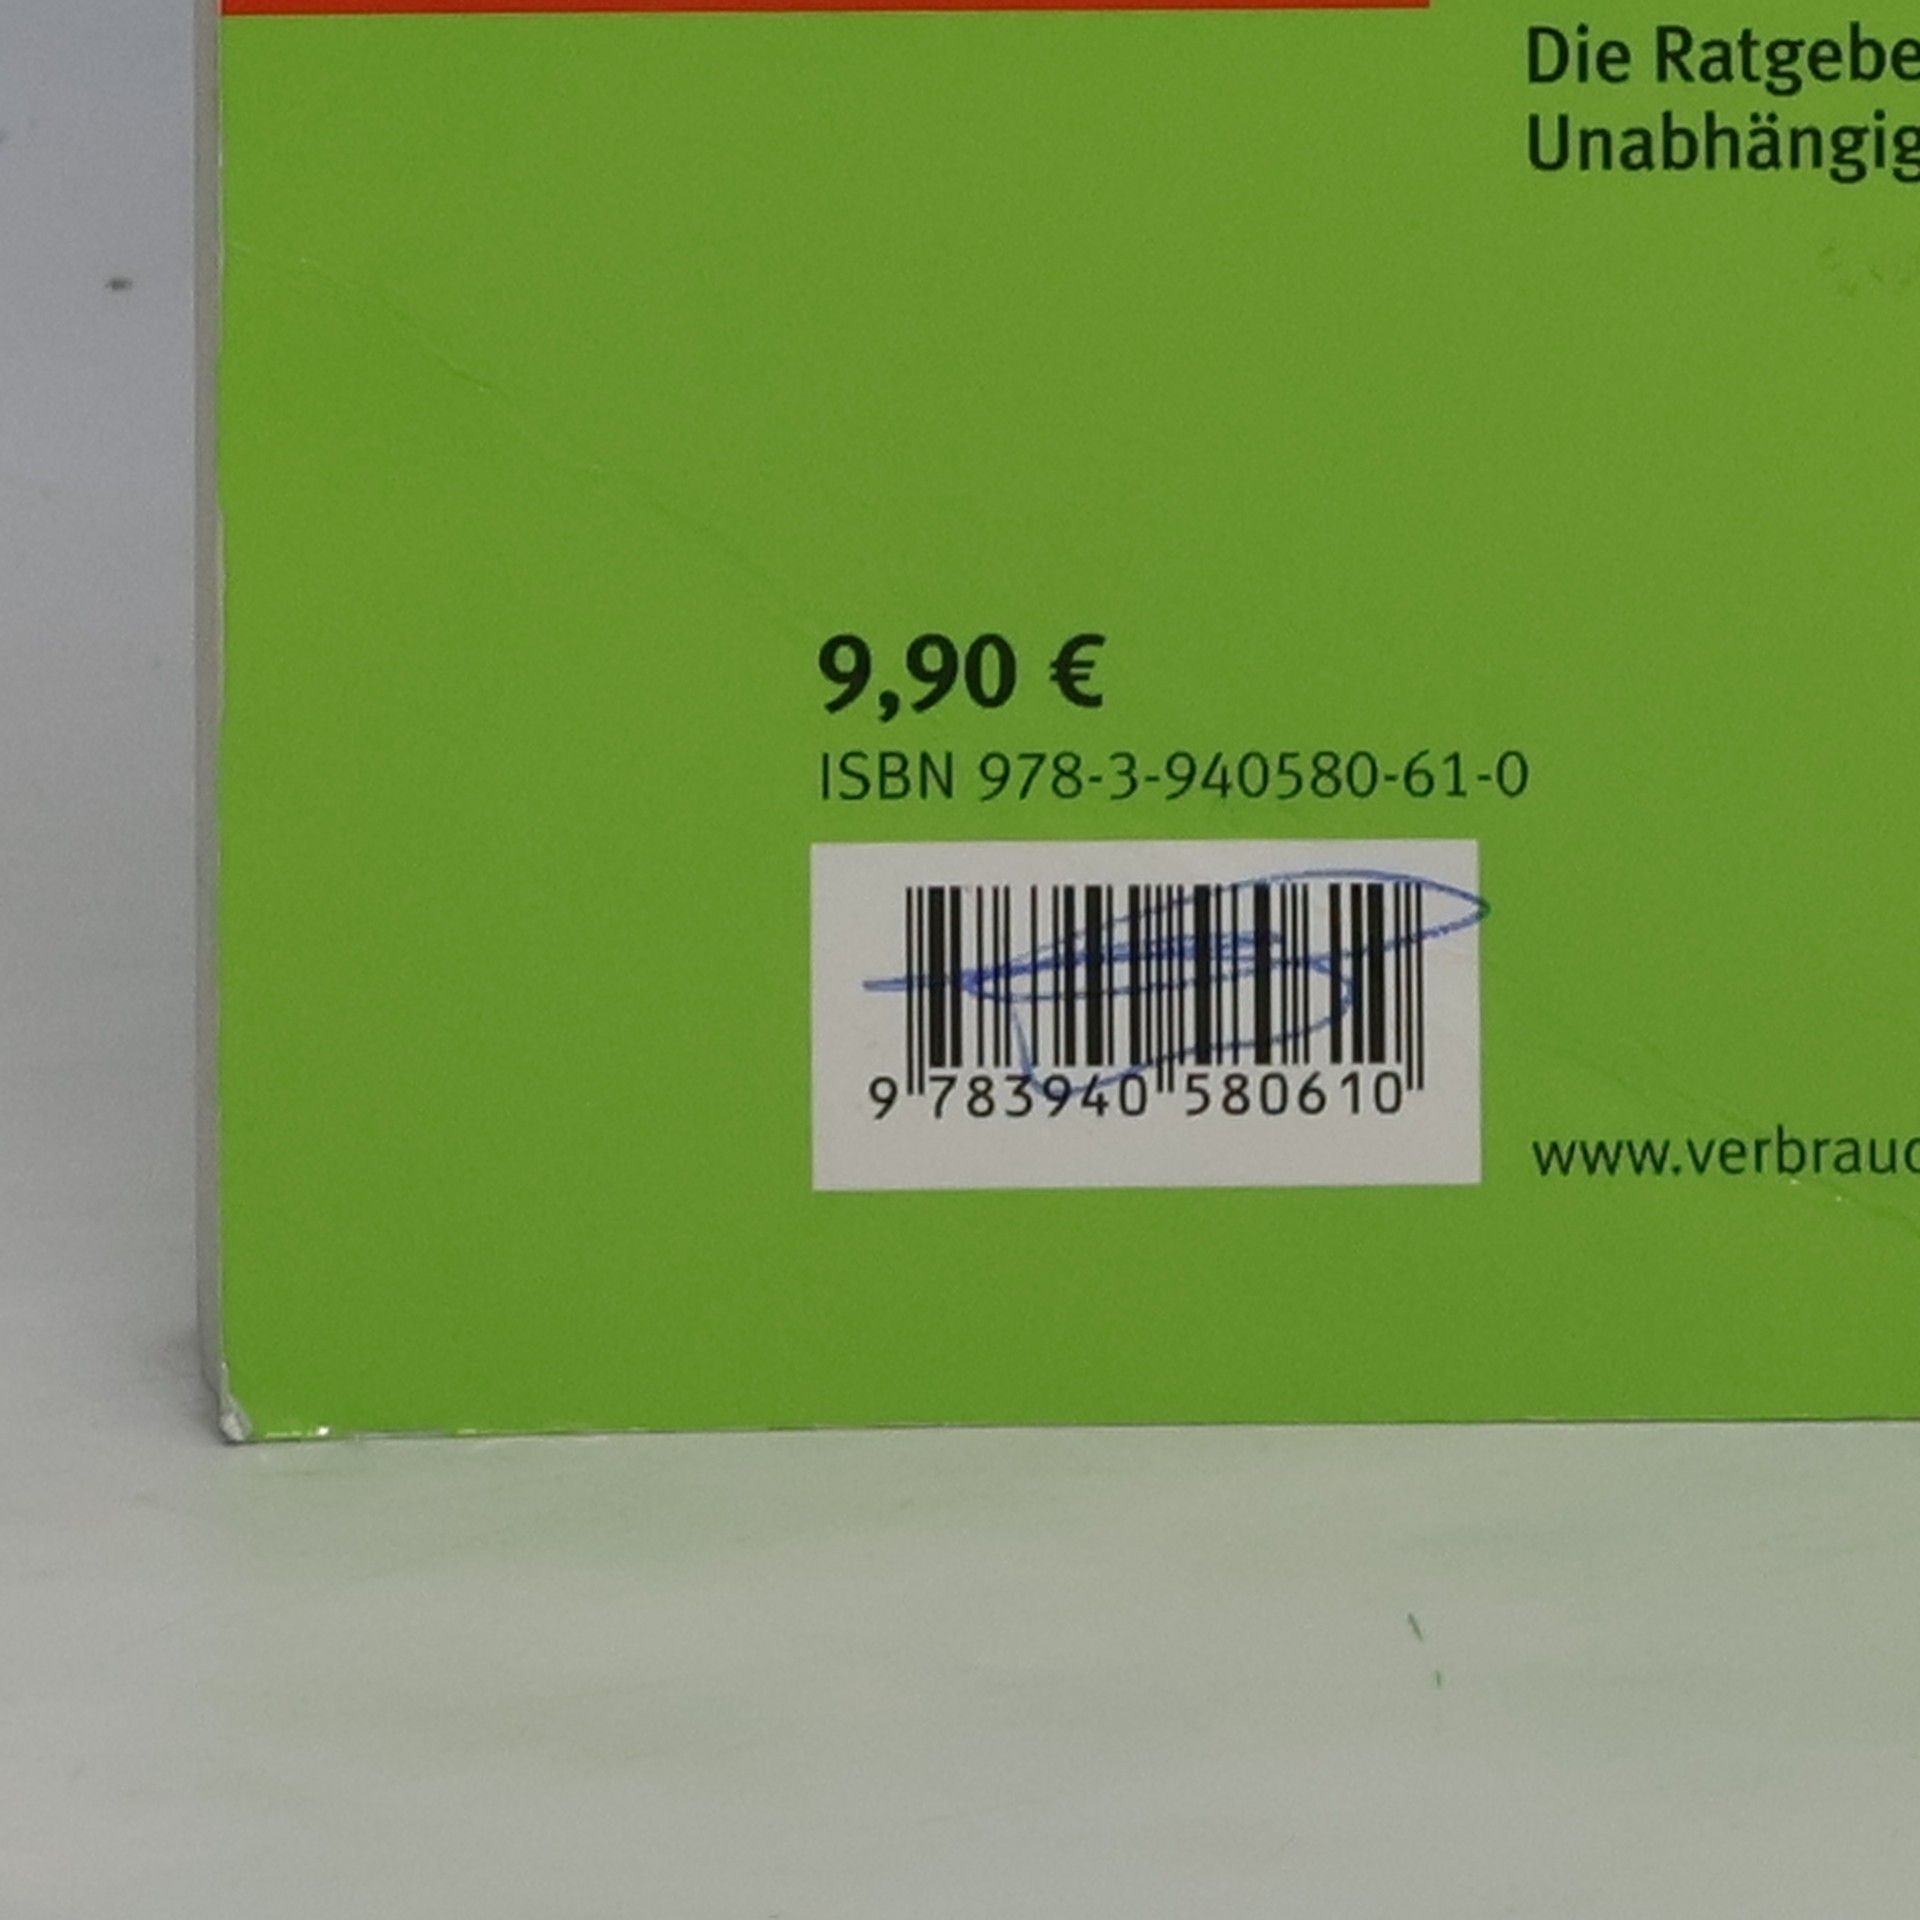 Die Ratgebe
Unabhängig
9,90 €
ISBN 978-3-940580-61-0
9 783940 580610
www.verbrauc